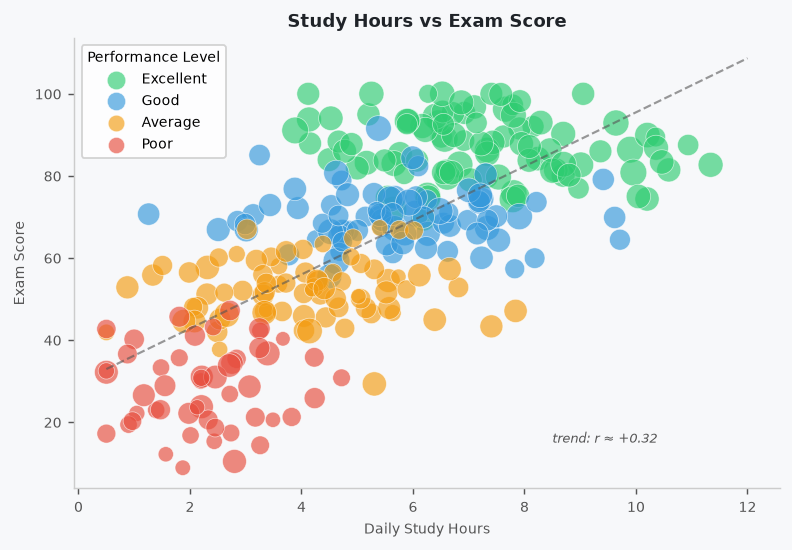 Study Hours vs Exam Score
Performance Level
Excellent
Good
Average
Poor
100
80
60
40
20
Exam Score
trend: r ≈ +0.32
0 2 4 6 8 10 12
Daily Study Hours